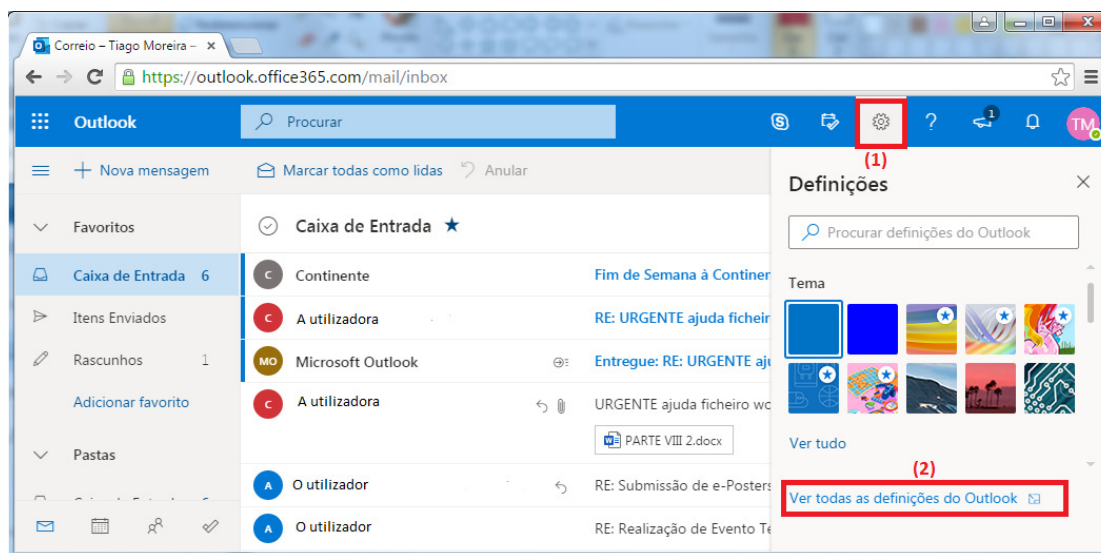 Correio – Tiago Moreira –
https://outlook.office365.com/mail/inbox
Outlook
Procurar
1
TM
(1)
Nova mensagem
Marcar todas como lidas
Anular
Favoritos
Caixa de Entrada 6
Itens Enviados
Rascunhos 1
Adicionar favorito
Pastas
Caixa de Entrada ★
C Continente Fim de Semana à Continen
C A utilizadora RE: URGENTE ajuda ficheir
MO Microsoft Outlook Entregue: RE: URGENTE aju
C A utilizadora URGENTE ajuda ficheiro wo
PARTE VIII 2.docx
A O utilizador RE: Submissão de e-Posters
A O utilizador RE: Realização de Evento Te
Definições
Procurar definições do Outlook
Tema
Ver tudo
(2)
Ver todas as definições do Outlook